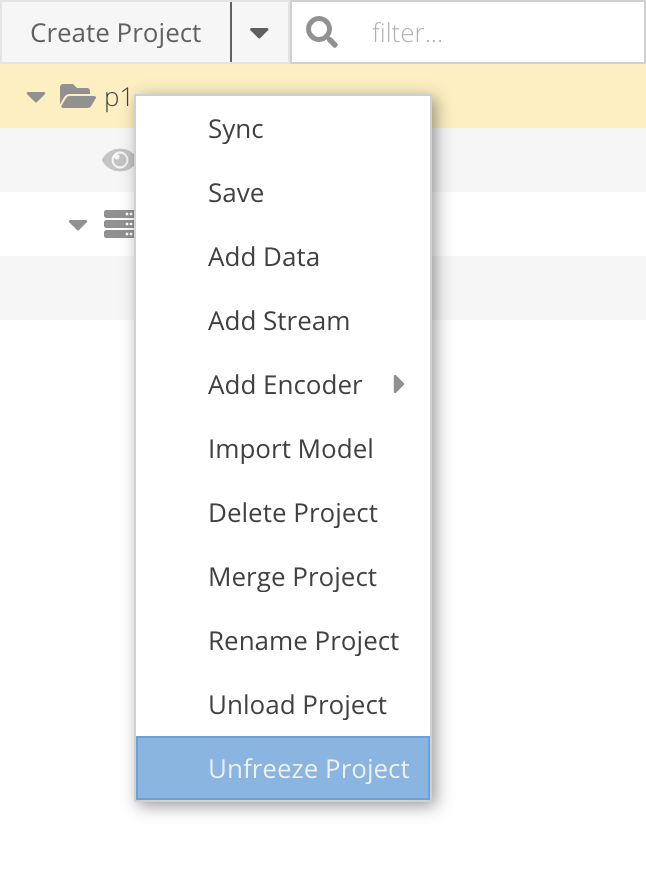 Create Project
filter...
p1
Sync
Save
Add Data
Add Stream
Add Encoder
Import Model
Delete Project
Merge Project
Rename Project
Unload Project
Unfreeze Project